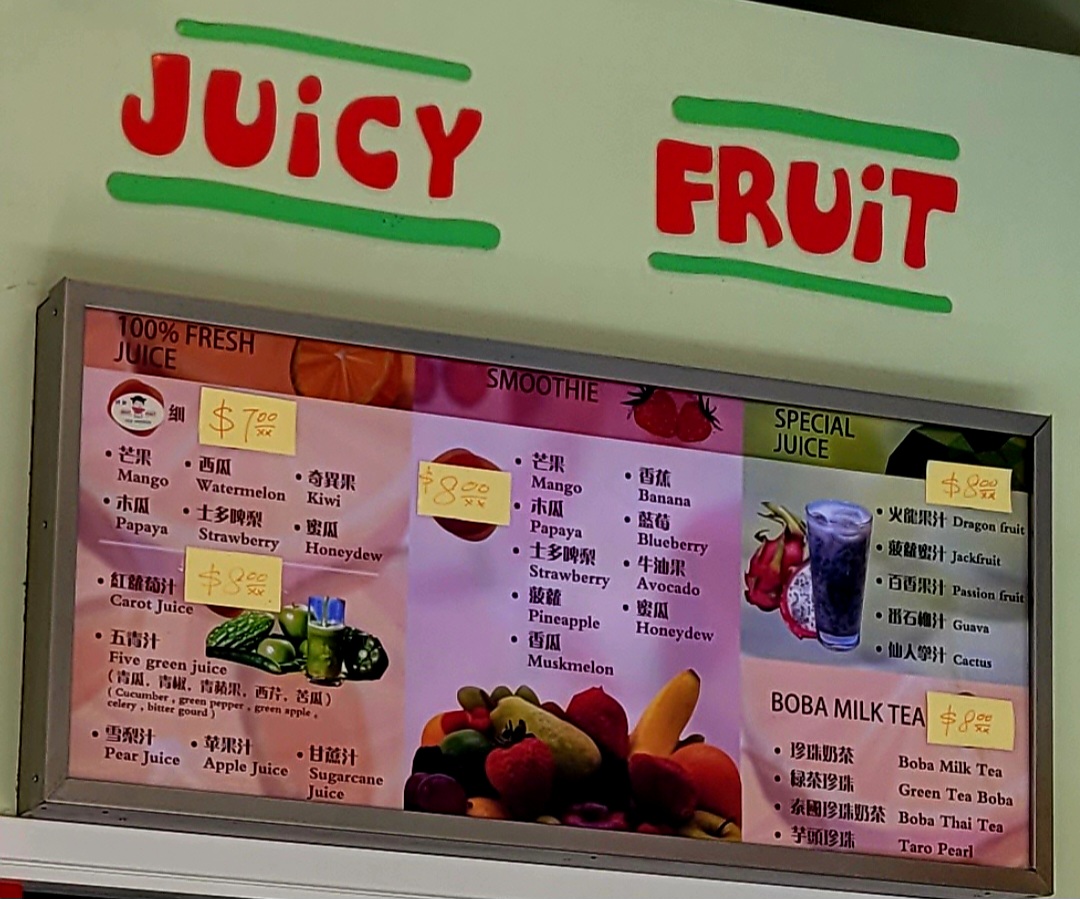 JUiCY
FRUiT
100% FRESH
JUICE
細
$7.00
芒果
Mango
西瓜
Watermelon
奇異果
Kiwi
木瓜
Papaya
士多啤梨
Strawberry
蜜瓜
Honeydew
$8.00
紅蘿蔔汁
Carot Juice
五青汁
Five green juice
(青瓜，青椒，青蘋果，西芹，苦瓜)
(Cucumber, green pepper, green apple,
celery, bitter gourd)
雪梨汁
Pear Juice
苹果汁
Apple Juice
甘蔗汁
Sugarcane
Juice
SMOOTHIE
$8.00
芒果
Mango
木瓜
Papaya
士多啤梨
Strawberry
菠蘿
Pineapple
香瓜
Muskmelon
香蕉
Banana
藍莓
Blueberry
牛油果
Avocado
蜜瓜
Honeydew
SPECIAL
JUICE
$8.00
火龍果汁 Dragon fruit
菠蘿蜜汁 Jackfruit
百香果汁 Passion fruit
番石榴汁 Guava
仙人掌汁 Cactus
BOBA MILK TEA
$8.00
珍珠奶茶 Boba Milk Tea
緑茶珍珠 Green Tea Boba
泰國珍珠奶茶 Boba Thai Tea
芋頭珍珠 Taro Pearl